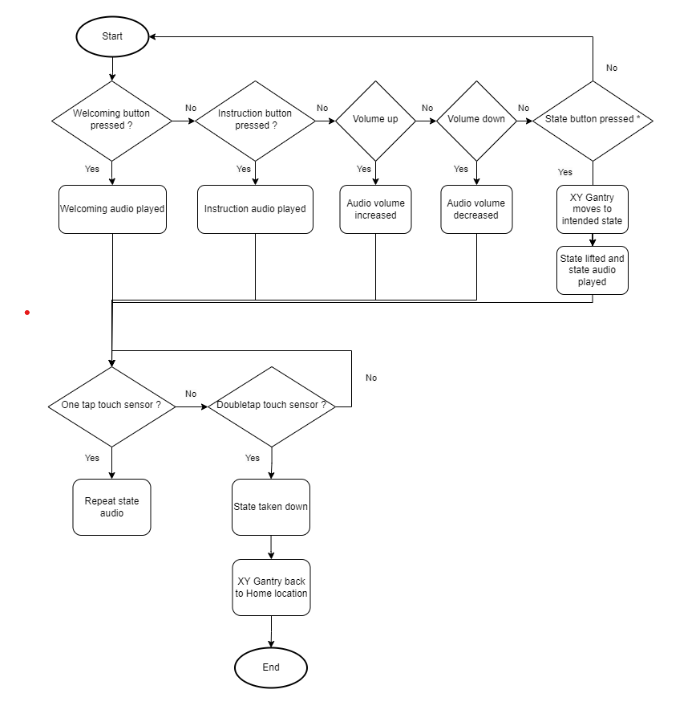 Start
No
Welcoming button
pressed ?
No
Instruction button
pressed ?
No
Volume up
No
Volume down
No
State button pressed *
Yes
Yes
Yes
Yes
Yes
Welcoming audio played
Instruction audio played
Audio volume
increased
Audio volume
decreased
XY Gantry
moves to
intended state
State lifted and
state audio
played
No
One tap touch sensor ?
No
Doubletap touch sensor ?
Yes
Yes
Repeat state
audio
State taken down
XY Gantry back
to Home location
End